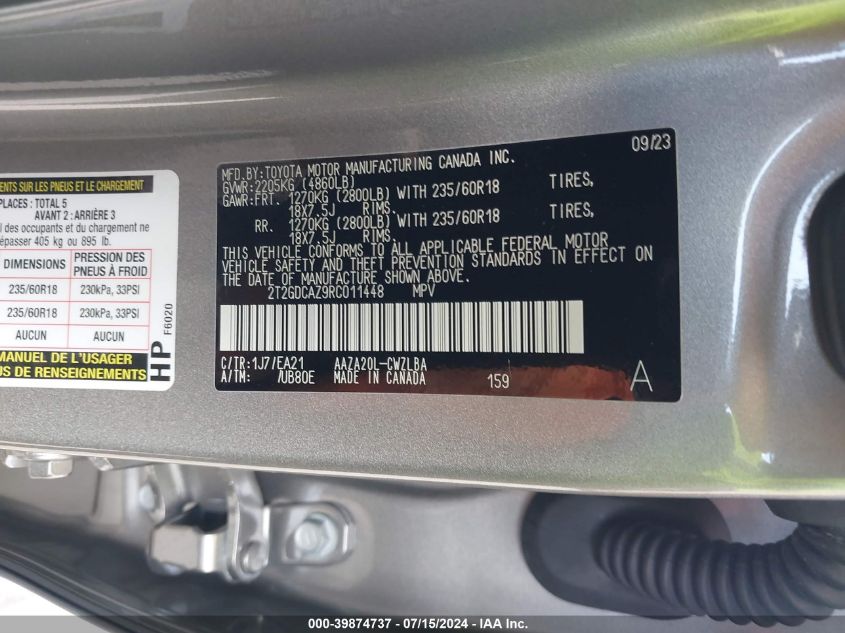 ENTS SUR LES PNEUS ET LE CHARGEMENT
PLACES : TOTAL 5
AVANT 2 : ARRIÈRE 3
l des occupants et du chargement ne
épasser 405 kg ou 895 lb.
DIMENSIONS PRESSION DES PNEUS À FROID
235/60R18 230kPa, 33PSI
235/60R18 230kPa, 33PSI
AUCUN AUCUN
MANUEL DE L'USAGER
US DE RENSEIGNEMENTS
HP F6020
09/23
MFD.BY:TOYOTA MOTOR MANUFACTURING CANADA INC.
GVWR:2205KG (4860LB)
GAWR:FRT. 1270KG (2800LB) WITH 235/60R18 TIRES,
18X7.5J RIMS.
RR. 1270KG (2800LB) WITH 235/60R18 TIRES,
18X7.5J RIMS.
THIS VEHICLE CONFORMS TO ALL APPLICABLE FEDERAL MOTOR
VEHICLE SAFETY AND THEFT PREVENTION STANDARDS IN EFFECT ON
THE DATE OF MANUFACTURE SHOWN ABOVE.
2T2GDCAZ9RC011448 MPV
C/TR:1J7/EA21 AAZA20L-CWZLBA
A/TM: /UB80E MADE IN CANADA 159 A
000-39874737 - 07/15/2024 - IAA Inc.